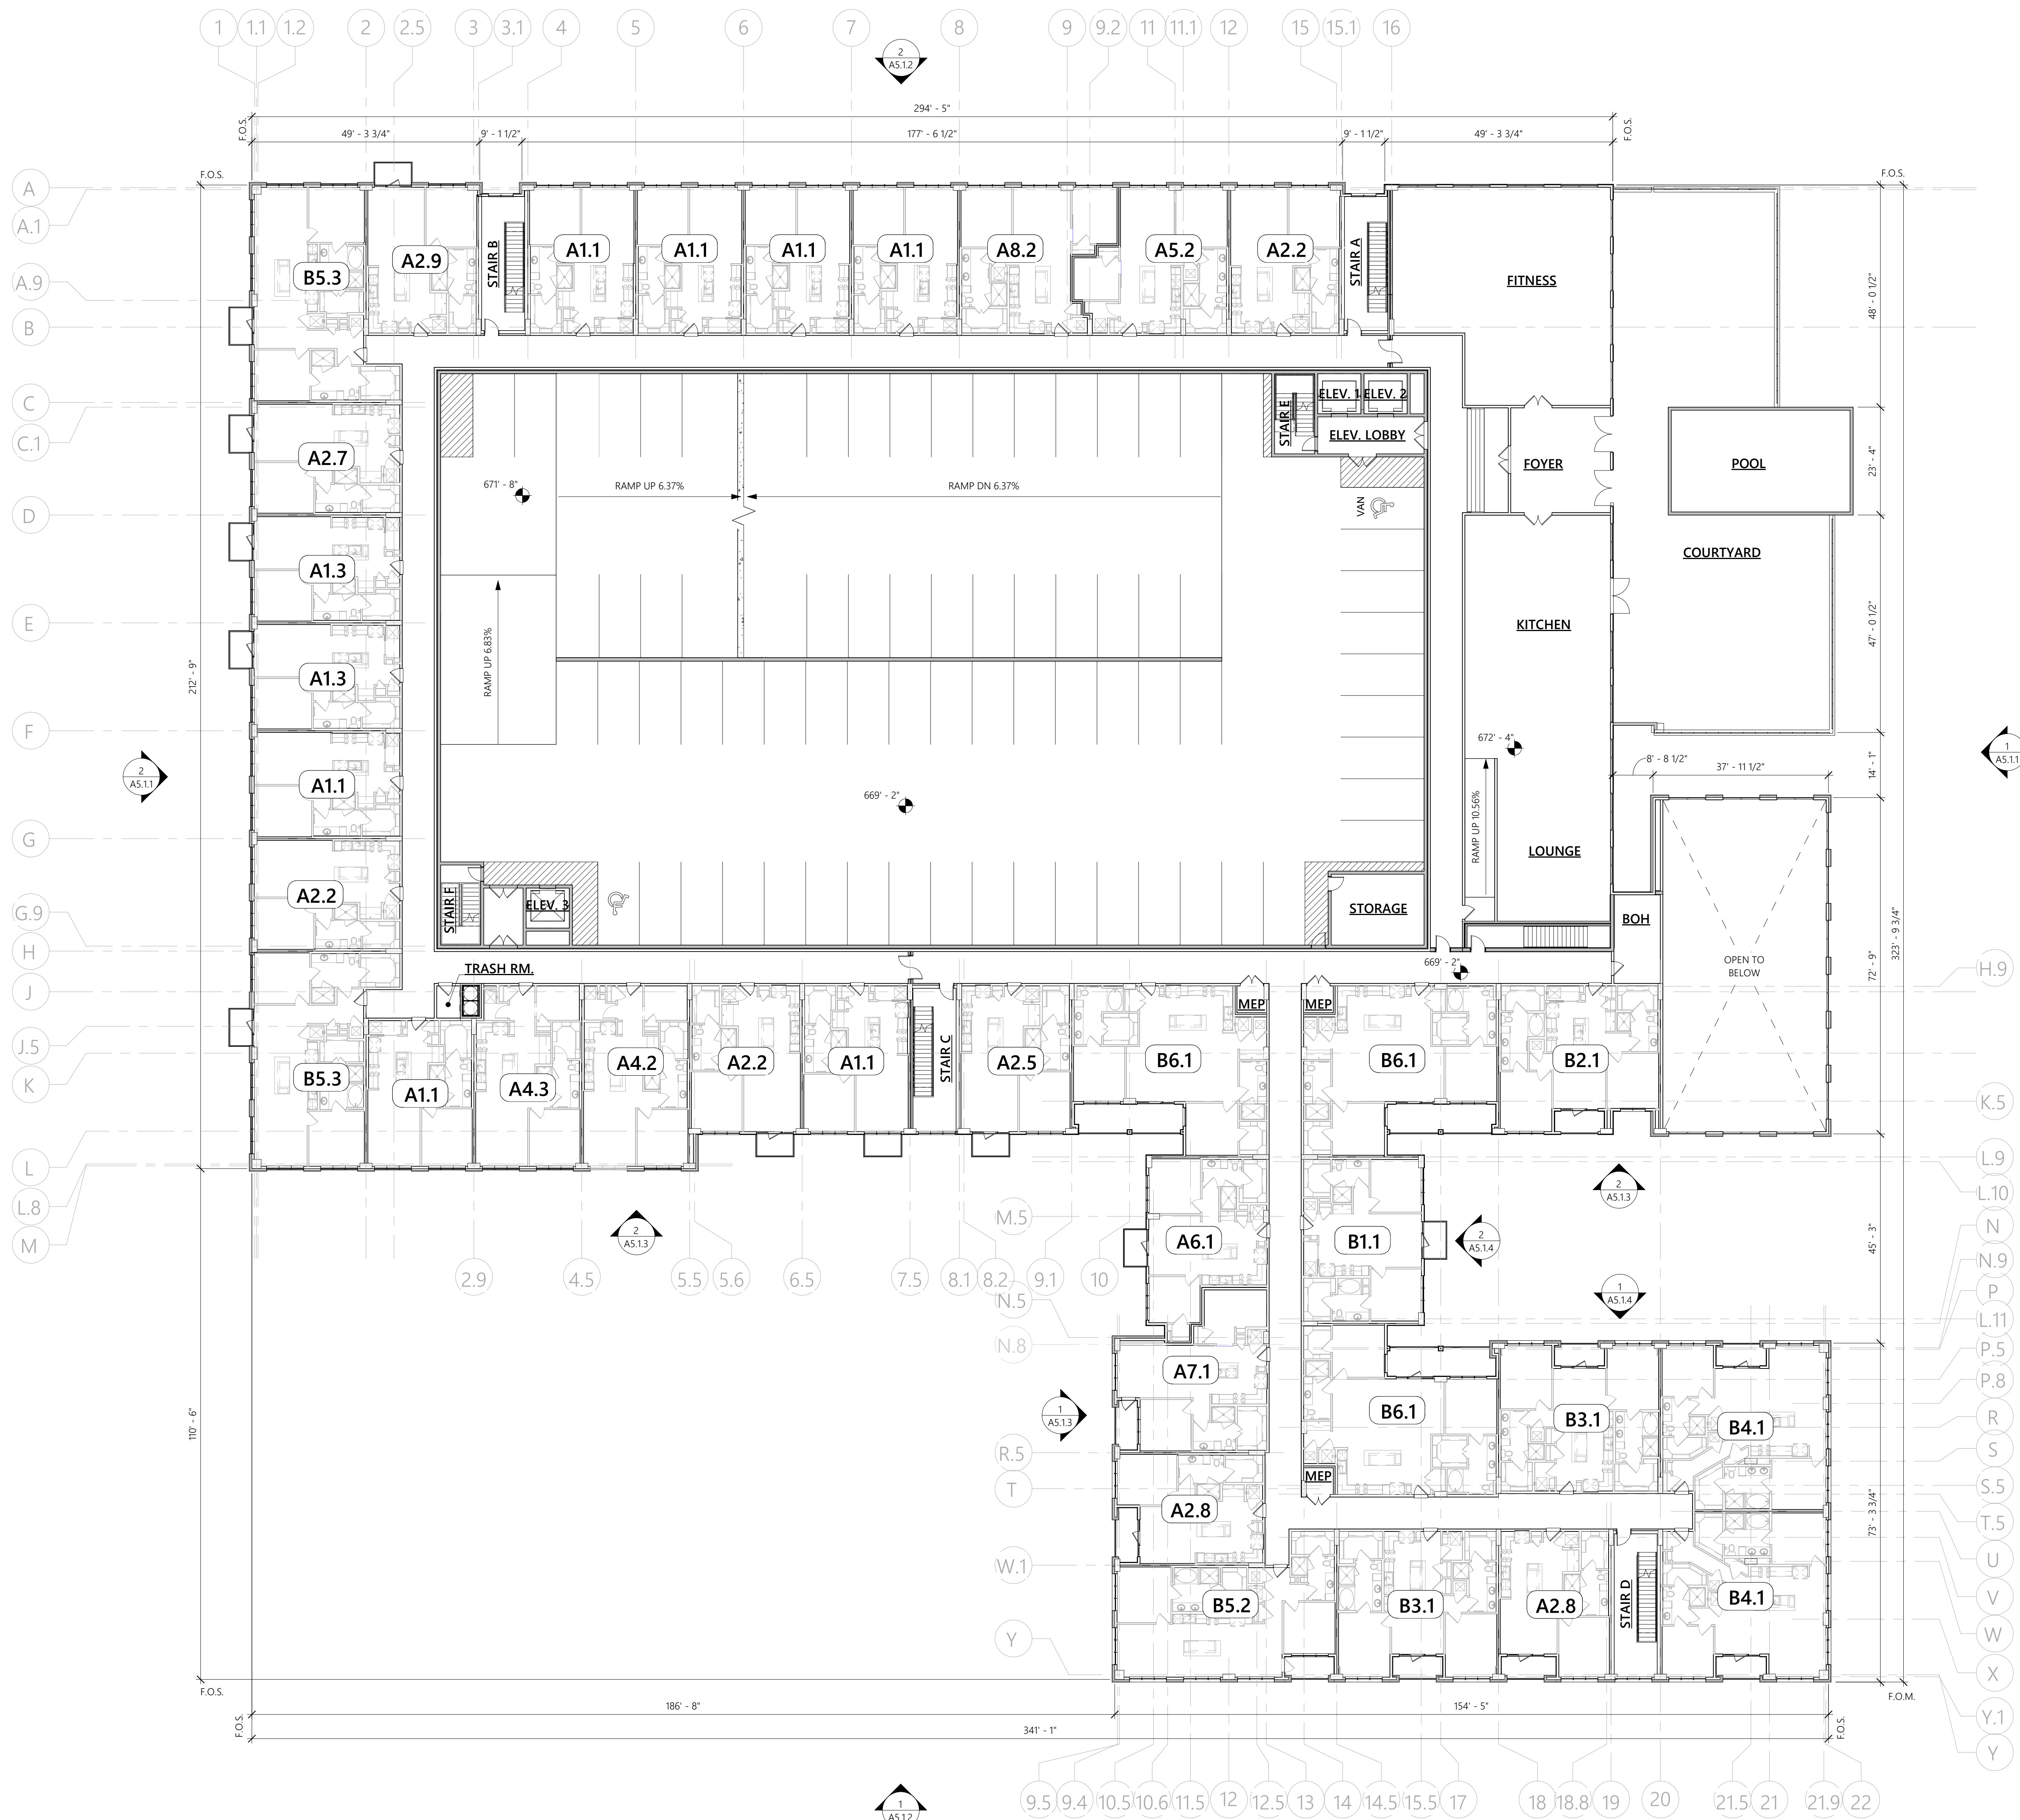 1 1.1 1.2 2 2.5 3 3.1 4 5 6 7 8 9 9.2 11 11.1 12 15 15.1 16
2
A5.1.2
294' - 5"
F.O.S.
F.O.S.
49' - 3 3/4"
9' - 1 1/2"
177' - 6 1/2"
9' - 1 1/2"
49' - 3 3/4"
F.O.S.
F.O.S.
A
A.1
A.9
B
C
C.1
D
E
F
G
G.9
H
J
J.5
K
L
L.8
M
B5.3
A2.9
STAIR B
A1.1
A1.1
A1.1
A1.1
A8.2
A5.2
A2.2
STAIR A
FITNESS
48' - 0 1/2"
A2.7
A1.3
A1.3
A1.1
A2.2
212' - 9"
2
A5.1.1
671' - 8"
RAMP UP 6.37%
RAMP DN 6.37%
RAMP UP 6.83%
STAIR E
ELEV. 1
ELEV. 2
ELEV. LOBBY
VAN
FOYER
POOL
23' - 4"
COURTYARD
KITCHEN
47' - 0 1/2"
672' - 4"
RAMP UP 10.56%
LOUNGE
8' - 8 1/2"
37' - 11 1/2"
14' - 1"
1
A5.1.1
669' - 2"
STAIR F
ELEV. 3
STORAGE
BOH
669' - 2"
OPEN TO
BELOW
72' - 9"
323' - 9 3/4"
TRASH RM.
MEP
MEP
B5.3
A1.1
A4.3
A4.2
A2.2
A1.1
STAIR C
A2.5
B6.1
B6.1
B2.1
H.9
K.5
L.9
L.10
N
N.9
P
L.11
P.5
P.8
R
S
S.5
T.5
U
V
W
X
Y.1
Y
2
A5.1.3
2
A5.1.3
2.9 4.5 5.5 5.6 6.5 7.5 8.1 8.2 9.1 10
M.5
N.5
N.8
R.5
T
W.1
Y
A6.1
B1.1
2
A5.1.4
1
A5.1.4
45' - 3"
A7.1
B6.1
B3.1
B4.1
1
A5.1.3
MEP
A2.8
110' - 6"
73' - 3 3/4"
B5.2
B3.1
A2.8
STAIR D
B4.1
F.O.S.
F.O.M.
186' - 8"
154' - 5"
F.O.S.
341' - 1"
F.O.S.
9.5 9.4 10.5 10.6 11.5 12 12.5 13 14 14.5 15.5 17 18 18.8 19 20 21.5 21 21.9 22
1
A5.1.2